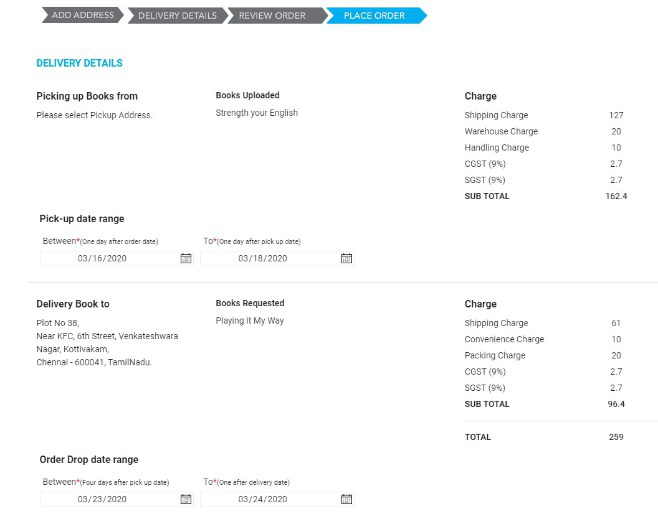 ADD ADDRESS DELIVERY DETAILS REVIEW ORDER PLACE ORDER
DELIVERY DETAILS
Picking up Books from
Please select Pickup Address.
Books Uploaded
Strength your English
Charge
Shipping Charge 127
Warehouse Charge 20
Handling Charge 10
CGST (9%) 2.7
SGST (9%) 2.7
SUB TOTAL 162.4
Pick-up date range
Between*(One day after order date) To*(One day after pick up date)
03/16/2020 03/18/2020
Delivery Book to
Plot No 38,
Near KFC, 6th Street, Venkateshwara
Nagar, Kottivakam,
Chennai - 600041, TamilNadu.
Books Requested
Playing It My Way
Charge
Shipping Charge 61
Convenience Charge 10
Packing Charge 20
CGST (9%) 2.7
SGST (9%) 2.7
SUB TOTAL 96.4
TOTAL 259
Order Drop date range
Between*(Four days after pick up date) To*(One after delivery date)
03/23/2020 03/24/2020